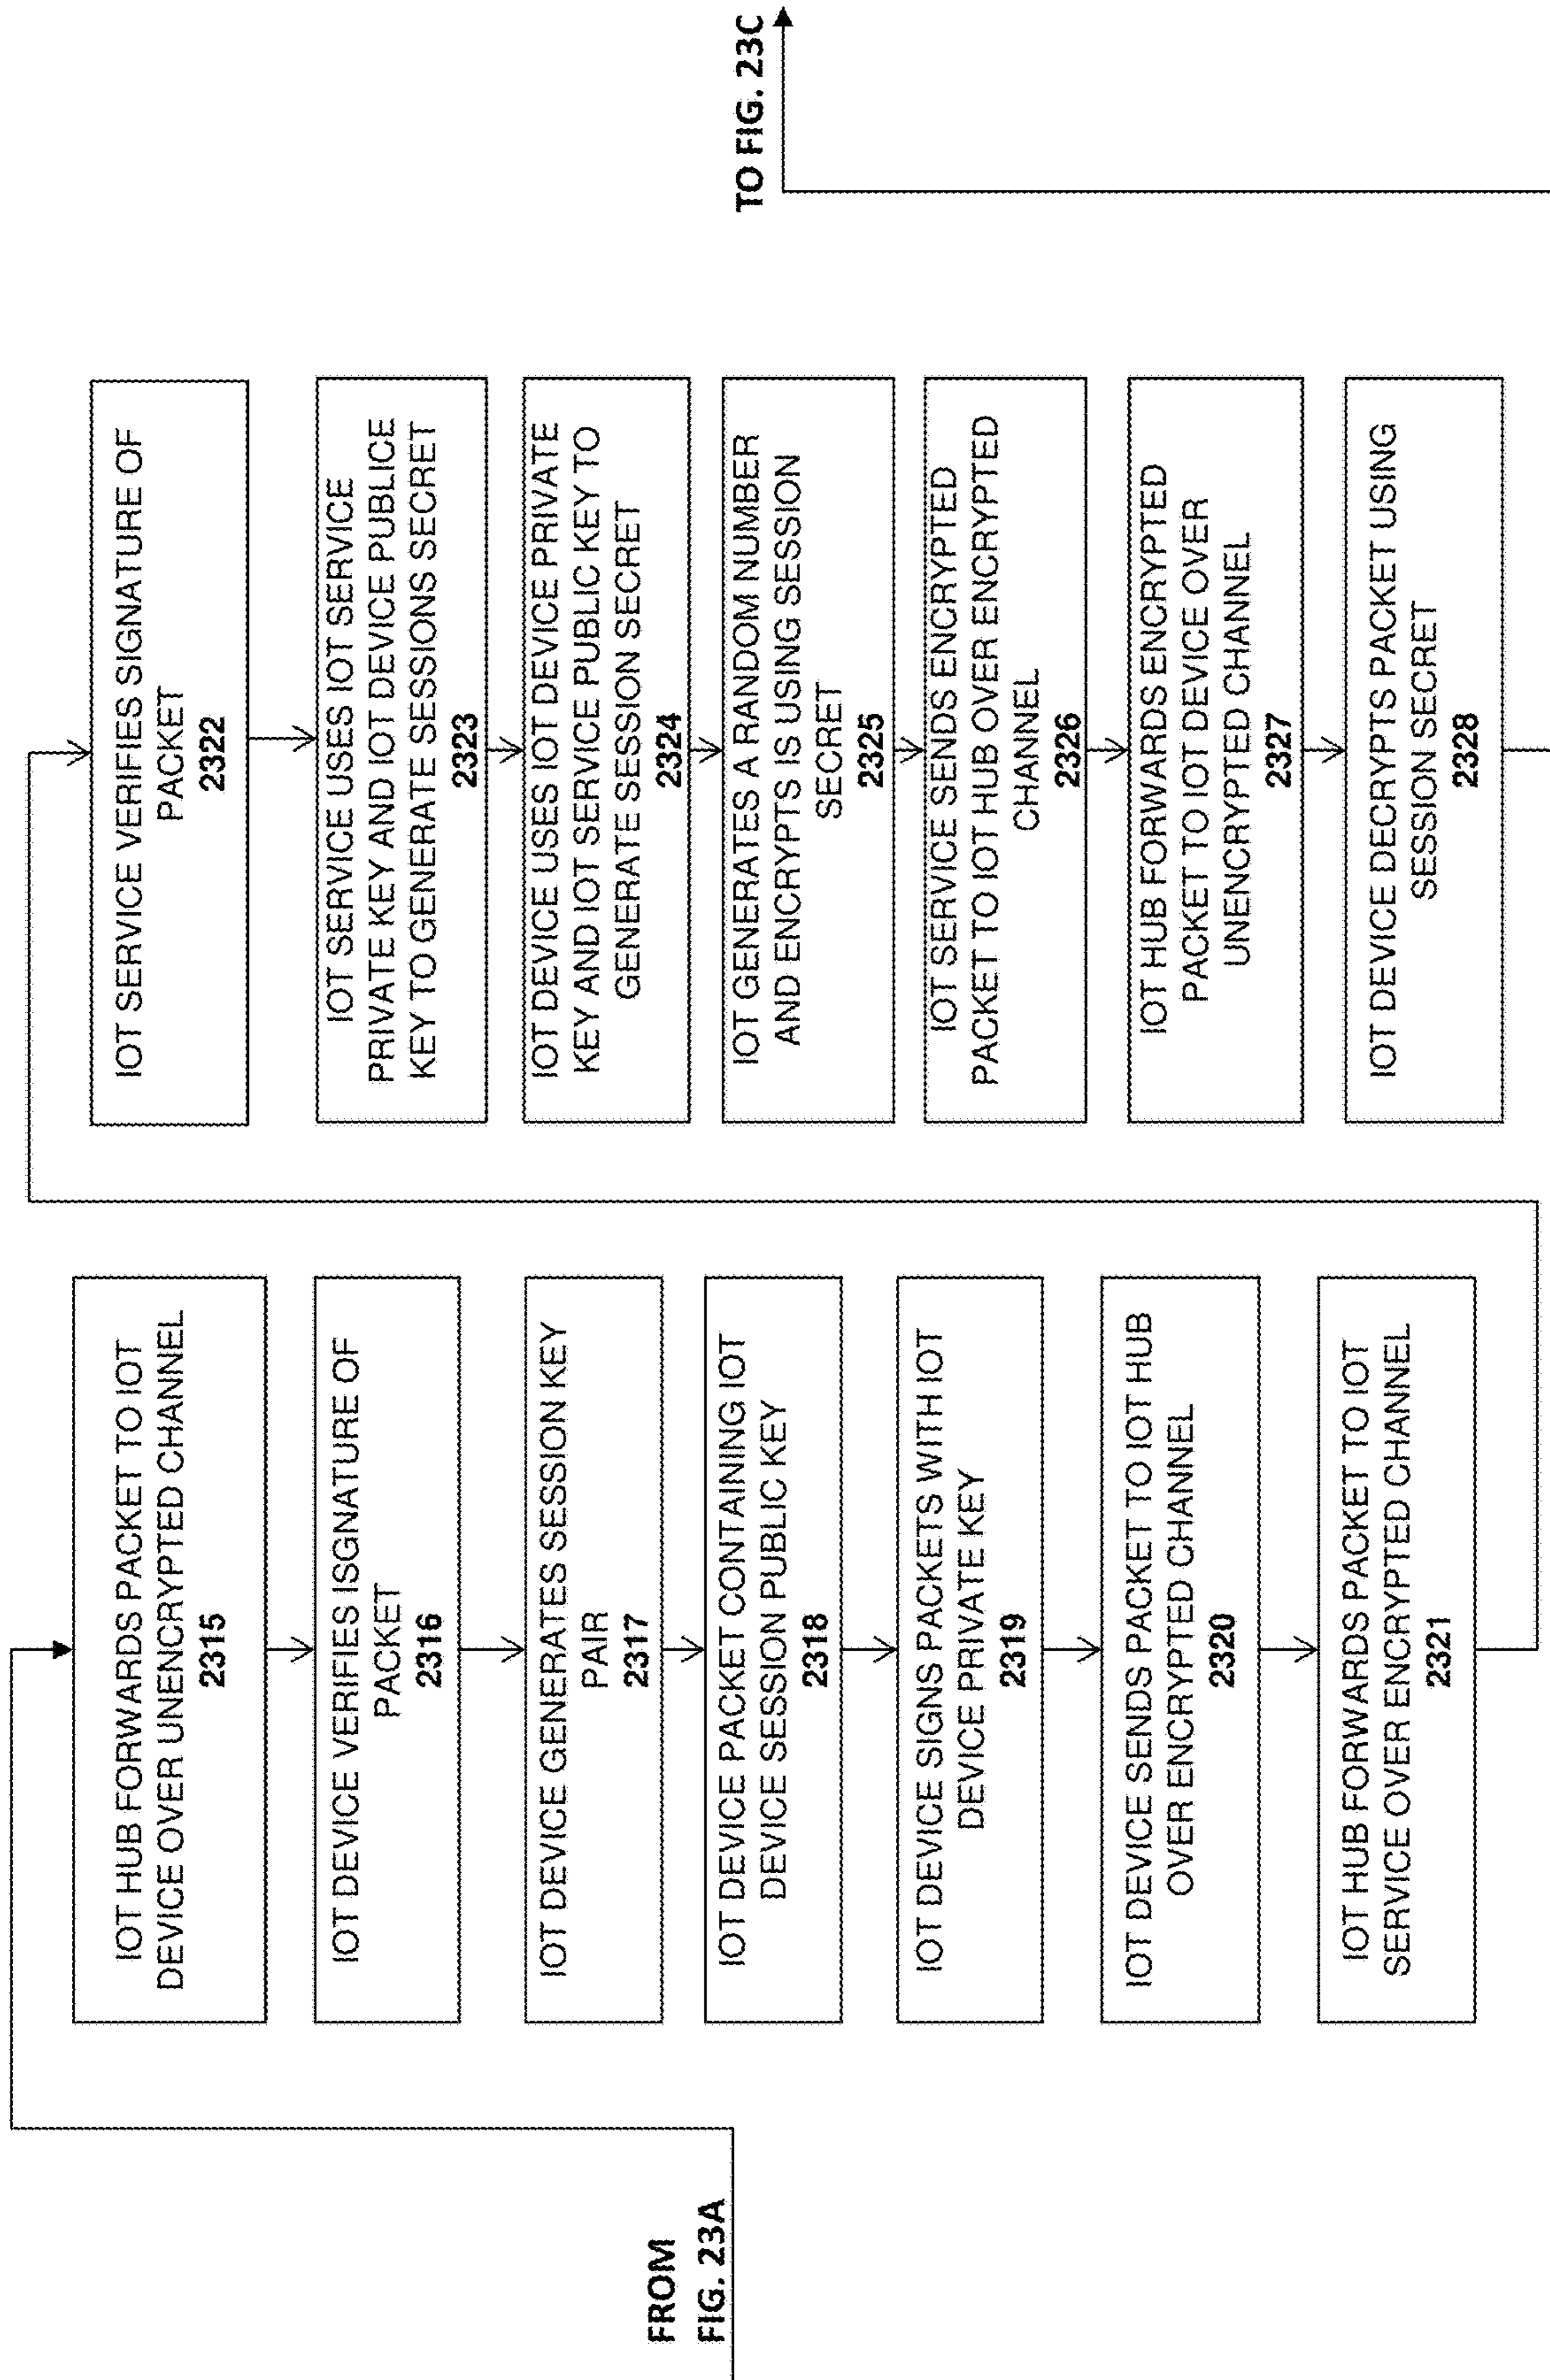 FROM
FIG. 23A
IOT HUB FORWARDS PACKET TO IOT
DEVICE OVER UNENCRYPTED CHANNEL
2315
IOT DEVICE VERIFIES ISGNATURE OF
PACKET
2316
IOT DEVICE GENERATES SESSION KEY
PAIR
2317
IOT DEVICE PACKET CONTAINING IOT
DEVICE SESSION PUBLIC KEY
2318
IOT DEVICE SIGNS PACKETS WITH IOT
DEVICE PRIVATE KEY
2319
IOT DEVICE SENDS PACKET TO IOT HUB
OVER ENCRYPTED CHANNEL
2320
IOT HUB FORWARDS PACKET TO IOT
SERVICE OVER ENCRYPTED CHANNEL
2321
IOT SERVICE VERIFIES SIGNATURE OF
PACKET
2322
IOT SERVICE USES IOT SERVICE
PRIVATE KEY AND IOT DEVICE PUBLICE
KEY TO GENERATE SESSIONS SECRET
2323
IOT DEVICE USES IOT DEVICE PRIVATE
KEY AND IOT SERVICE PUBLIC KEY TO
GENERATE SESSION SECRET
2324
IOT GENERATES A RANDOM NUMBER
AND ENCRYPTS IS USING SESSION
SECRET
2325
IOT SERVICE SENDS ENCRYPTED
PACKET TO IOT HUB OVER ENCRYPTED
CHANNEL
2326
IOT HUB FORWARDS ENCRYPTED
PACKET TO IOT DEVICE OVER
UNENCRYPTED CHANNEL
2327
IOT DEVICE DECRYPTS PACKET USING
SESSION SECRET
2328
TO FIG. 23C